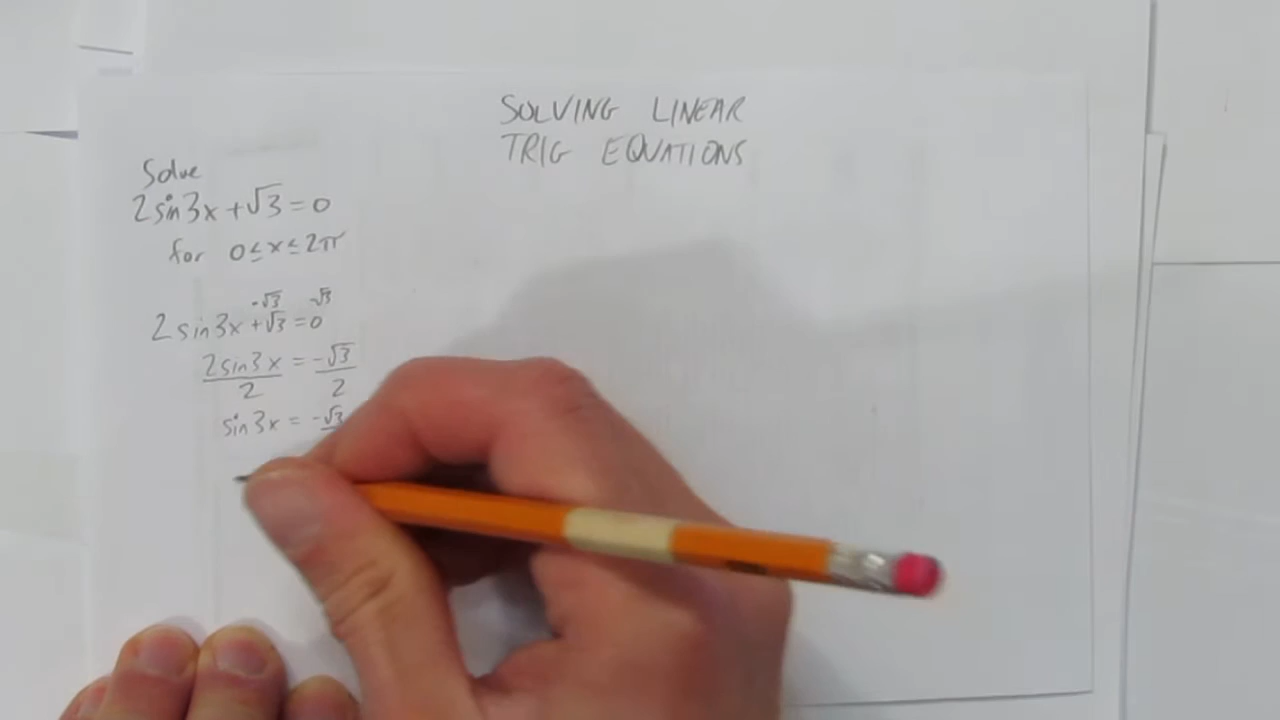 SOLVING LINEAR
TRIG EQUATIONS
Solve
2sin3x+√3=0
for 0≤x≤2π
-√3 -√3
2sin3x+√3=0
2sin3x = -√3
2 2
sin3x = -√3